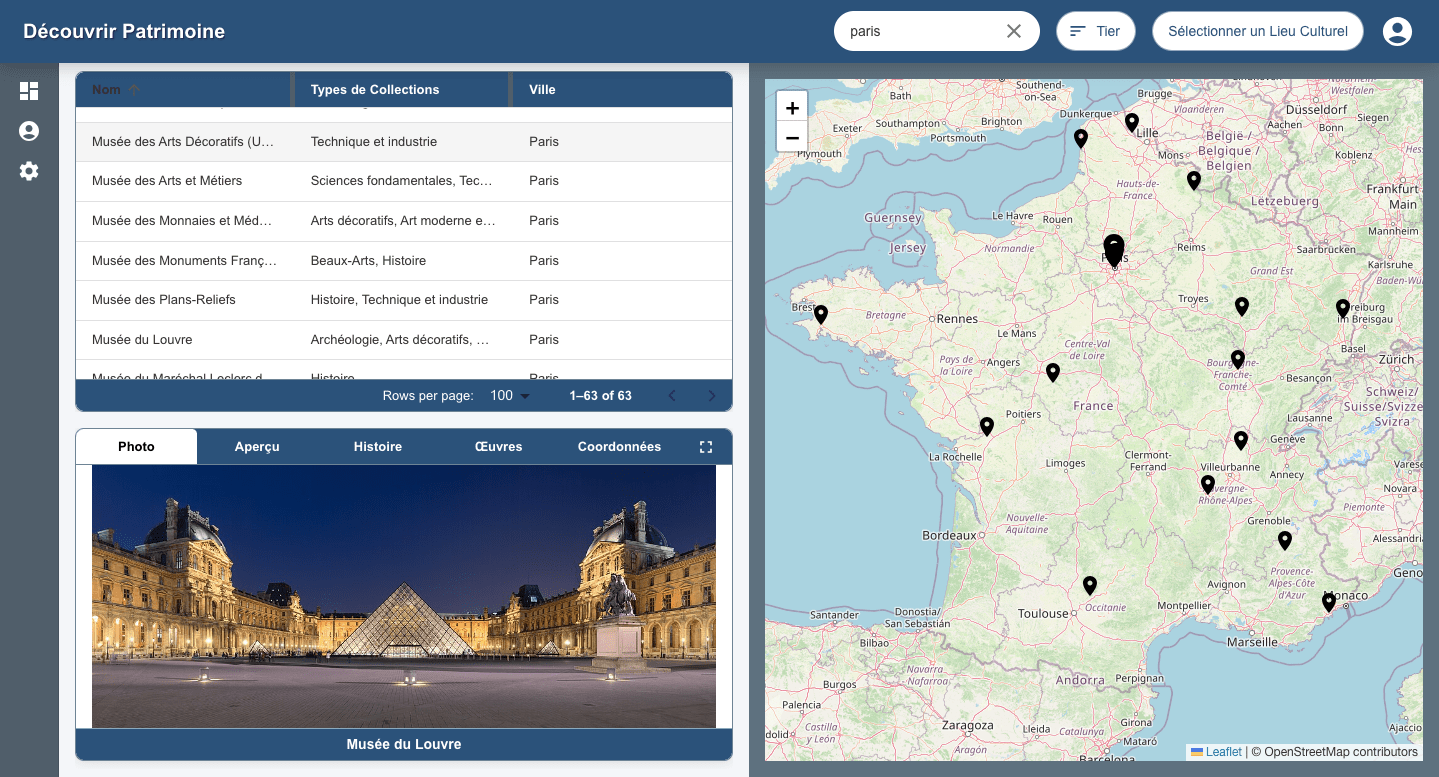 Découvrir Patrimoine
paris
Tier
Sélectionner un Lieu Culturel
Nom
Types de Collections
Ville
Musée des Arts Décoratifs (U…
Technique et industrie
Paris
Musée des Arts et Métiers
Sciences fondamentales, Tec…
Paris
Musée des Monnaies et Méd…
Arts décoratifs, Art moderne e…
Paris
Musée des Monuments Franç…
Beaux-Arts, Histoire
Paris
Musée des Plans-Reliefs
Histoire, Technique et industrie
Paris
Musée du Louvre
Archéologie, Arts décoratifs, …
Paris
Musée du Maréchal Leclerc d
Histoire
Paris
Rows per page:
100
1–63 of 63
Photo
Aperçu
Histoire
Œuvres
Coordonnées
Musée du Louvre
+
−
Bath
Southend-
on-Sea
Brugge
Vlaanderen
Düsseldorf
Nordrhein-
Westfalen
Exeter
Southampton
Brighton
Portsmouth
Plymouth
Dunkerque
Lille
Mons
België /
Belgique /
Belgien
Siegen
Koblenz
Hess
Hauts-de-
France
Lëtzebuerg
Frankfurt
Main
Mannheim
Guernsey
Jersey
Le Havre
Rouen
Normandie
Paris
Reims
Saarbrücken
Karlsruhe
Baden-Wü
Grand Est
Troyes
Brest
Bretagne
Rennes
Le Mans
Freiburg
im Breisgau
Centre-Val
de Loire
Pays de
la Loire
Angers
Bourgogne-
Franche-
Comté
Besançon
Basel
Zürich
Schweiz/
Suisse/Svizze
Svizra
France
Poitiers
Lausanne
Genève
La Rochelle
Limoges
Clermont-
Ferrand
Villeurbanne
Auvergne-
Rhône-Alpes
Varese
Novara
Piemonte
Nouvelle-
Aquitaine
Bordeaux
Grenoble
Alessandri
Geno
Provence-
Alpes-Côte
d'Azur
Avignon
Monaco
Toulouse
Occitanie
Montpellier
Marseille
Santander
Donostia/
San Sebastián
Bilbao
Navarra -
Nafarroa
Burgos
Andorra
Perpignan
Palencia
Castilla
y León
Zaragoza
Aragón
Lleida
Catalunya
Girona
Mataró
Barcelona
Ajaccio
Leaflet | © OpenStreetMap contributors